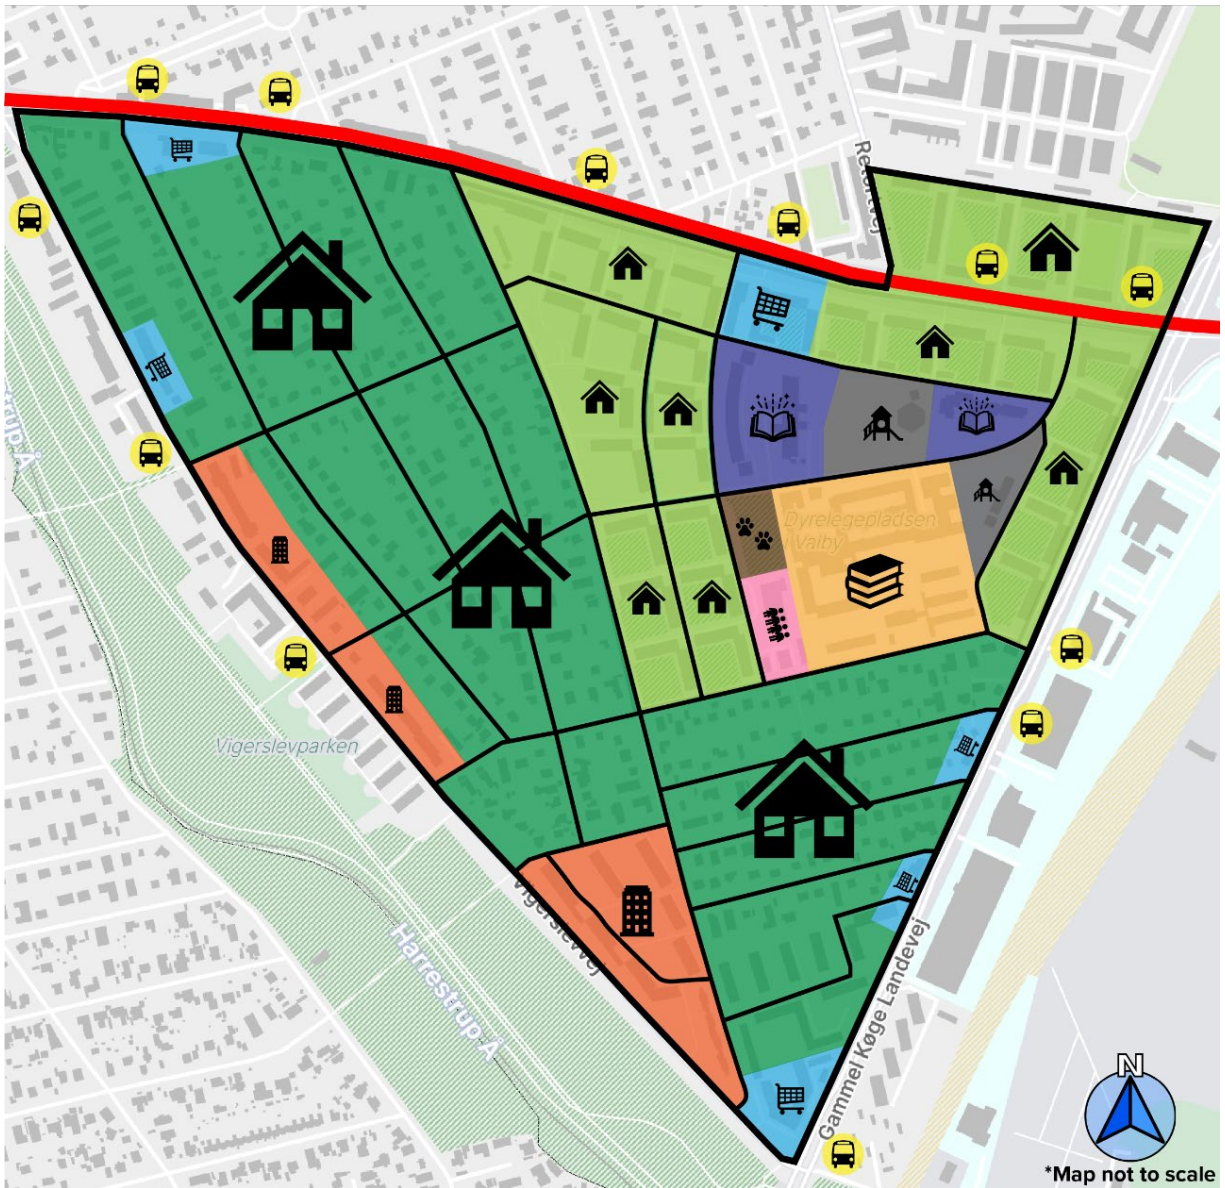 Retortvej
Dyrelegepladsen
i Valby
Vigerslevparken
Harrestrup Å
Vigerslevvej
Gammel Køge Landevej
N
*Map not to scale